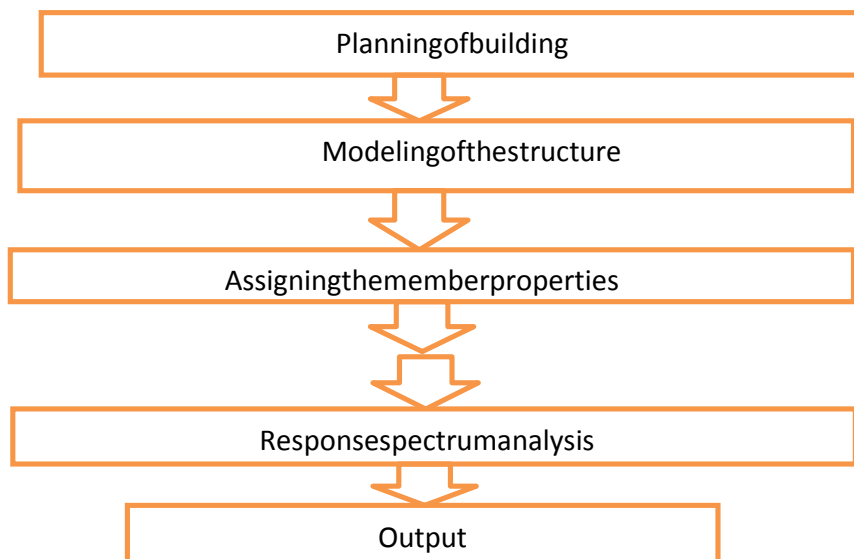 Planningofbuilding
Modelingofthestructure
Assigningthememberproperties
Responsespectrumanalysis
Output